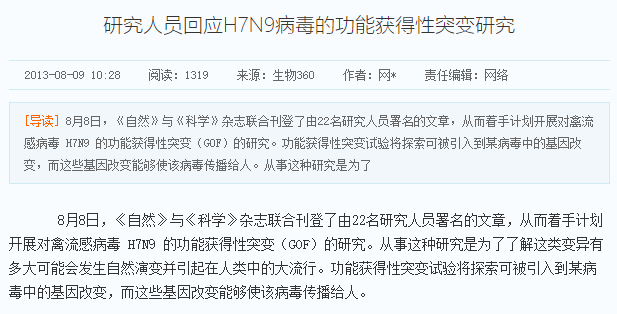 研究人员回应H7N9病毒的功能获得性突变研究
2013-08-09 10:28 阅读：1319 来源：生物360 作者：网* 责任编辑：网络
[导读] 8月8日，《自然》与《科学》杂志联合刊登了由22名研究人员署名的文章，从而着手计划开展对禽流
感病毒 H7N9 的功能获得性突变（GOF）的研究。功能获得性突变试验将探索可被引入到某病毒中的基因改
变，而这些基因改变能够使该病毒传播给人。从事这种研究是为了
8月8日，《自然》与《科学》杂志联合刊登了由22名研究人员署名的文章，从而着手计划
开展对禽流感病毒 H7N9 的功能获得性突变（GOF）的研究。从事这种研究是为了了解这类变异有
多大可能会发生自然演变并引起在人类中的大流行。功能获得性突变试验将探索可被引入到某病
毒中的基因改变，而这些基因改变能够使该病毒传播给人。